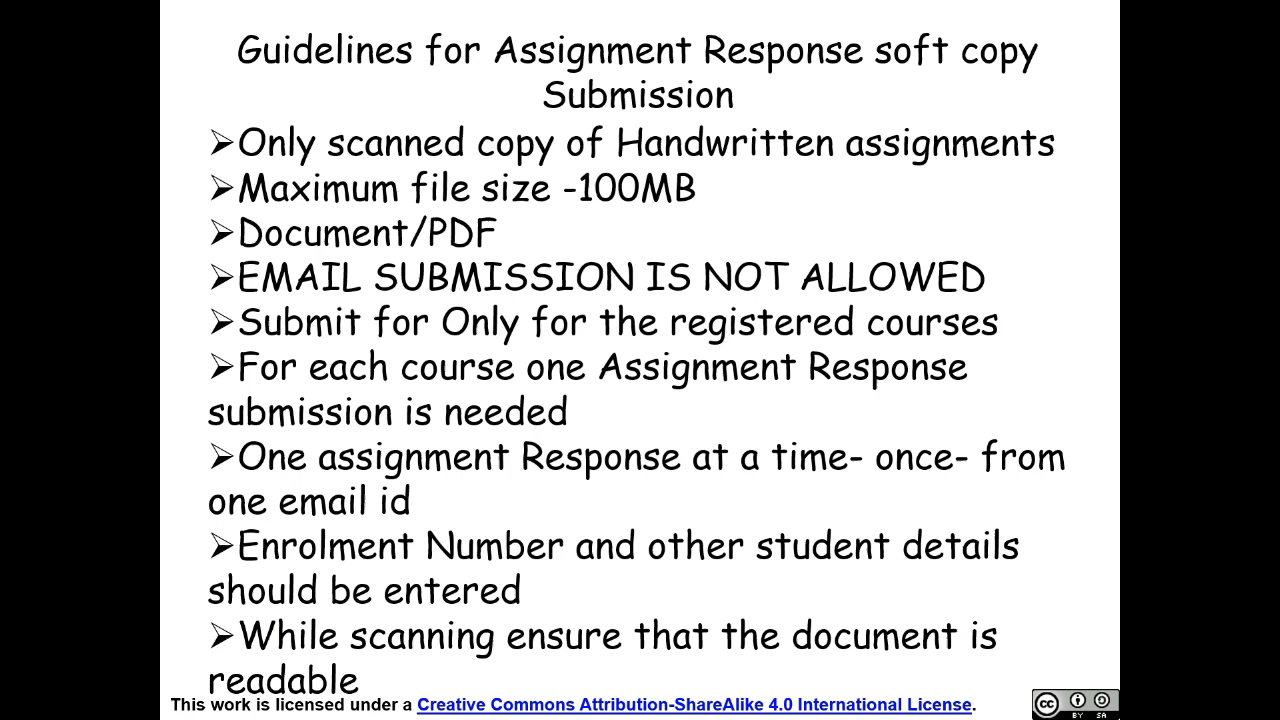 Guidelines for Assignment Response soft copy
Submission
➢Only scanned copy of Handwritten assignments
➢Maximum file size -100MB
➢Document/PDF
➢EMAIL SUBMISSION IS NOT ALLOWED
➢Submit for Only for the registered courses
➢For each course one Assignment Response
submission is needed
➢One assignment Response at a time- once- from
one email id
➢Enrolment Number and other student details
should be entered
➢While scanning ensure that the document is
readable
This work is licensed under a Creative Commons Attribution-ShareAlike 4.0 International License.
cc BY SA